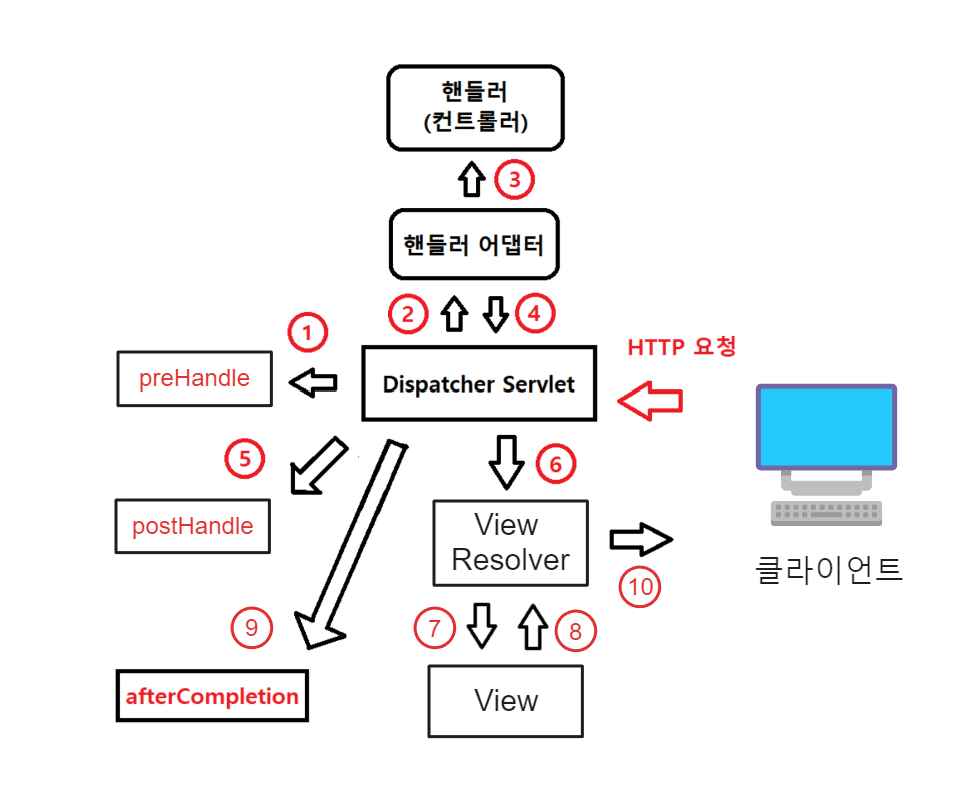 핸들러
(컨트롤러)
3
핸들러 어댑터
2
4
1
HTTP 요청
preHandle
Dispatcher Servlet
5
6
postHandle
View
Resolver
클라이언트
10
9
7
8
afterCompletion
View